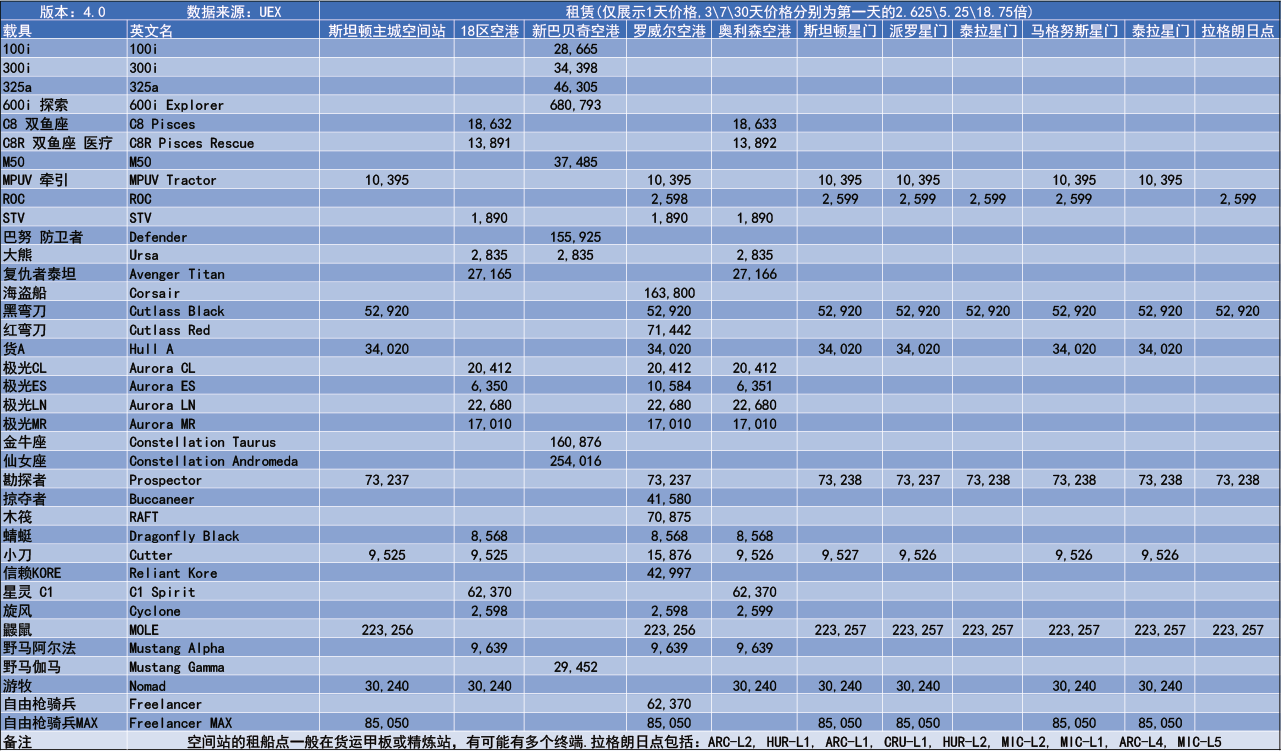 版本: 4.0 数据来源: UEX 租赁(仅展示1天价格,3\7\30天价格分别为第一天的2.625\5.25\18.75倍)
载具 英文名 斯坦顿主城空间站 18区空港 新巴贝奇空港 罗威尔空港 奥利森空港 斯坦顿星门 派罗星门 泰拉星门 马格努斯星门 泰拉星门 拉格朗日点
100i 100i 28,665
300i 300i 34,398
325a 325a 46,305
600i 探索 600i Explorer 680,793
C8 双鱼座 C8 Pisces 18,632 18,633
C8R 双鱼座 医疗 C8R Pisces Rescue 13,891 13,892
M50 M50 37,485
MPUV 牵引 MPUV Tractor 10,395 10,395 10,395 10,395 10,395 10,395
ROC ROC 2,598 2,599 2,599 2,599 2,599 2,599
STV STV 1,890 1,890 1,890
巴努 防卫者 Defender 155,925
大熊 Ursa 2,835 2,835 2,835
复仇者泰坦 Avenger Titan 27,165 27,166
海盗船 Corsair 163,800
黑弯刀 Cutlass Black 52,920 52,920 52,920 52,920 52,920 52,920 52,920 52,920
红弯刀 Cutlass Red 71,442
货A Hull A 34,020 34,020 34,020 34,020 34,020 34,020
极光CL Aurora CL 20,412 20,412 20,412
极光ES Aurora ES 6,350 10,584 6,351
极光LN Aurora LN 22,680 22,680 22,680
极光MR Aurora MR 17,010 17,010 17,010
金牛座 Constellation Taurus 160,876
仙女座 Constellation Andromeda 254,016
勘探者 Prospector 73,237 73,237 73,238 73,237 73,238 73,238 73,238 73,238
掠夺者 Buccaneer 41,580
木筏 RAFT 70,875
蜻蜓 Dragonfly Black 8,568 8,568 8,568
小刀 Cutter 9,525 9,525 15,876 9,526 9,527 9,526 9,526 9,526
信赖KORE Reliant Kore 42,997
星灵 C1 C1 Spirit 62,370 62,370
旋风 Cyclone 2,598 2,598 2,599
鼹鼠 MOLE 223,256 223,256 223,257 223,257 223,257 223,257 223,257 223,257
野马阿尔法 Mustang Alpha 9,639 9,639 9,639
野马伽马 Mustang Gamma 29,452
游牧 Nomad 30,240 30,240 30,240 30,240 30,240 30,240 30,240
自由枪骑兵 Freelancer 62,370
自由枪骑兵MAX Freelancer MAX 85,050 85,050 85,050 85,050 85,050 85,050
备注 空间站的租船点一般在货运甲板或精炼站, 有可能有多个终端.拉格朗日点包括: ARC-L2, HUR-L1, ARC-L1, CRU-L1, HUR-L2, MIC-L2, MIC-L1, ARC-L4, MIC-L5